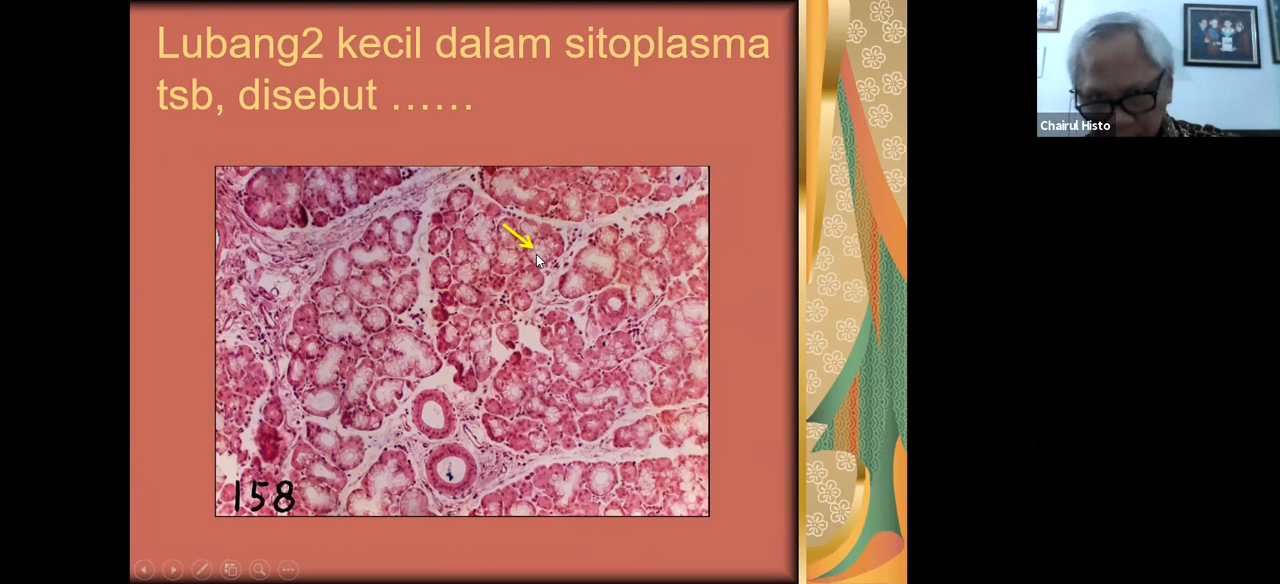 Lubang2 kecil dalam sitoplasma
tsb, disebut ......
158
Chairul Histo